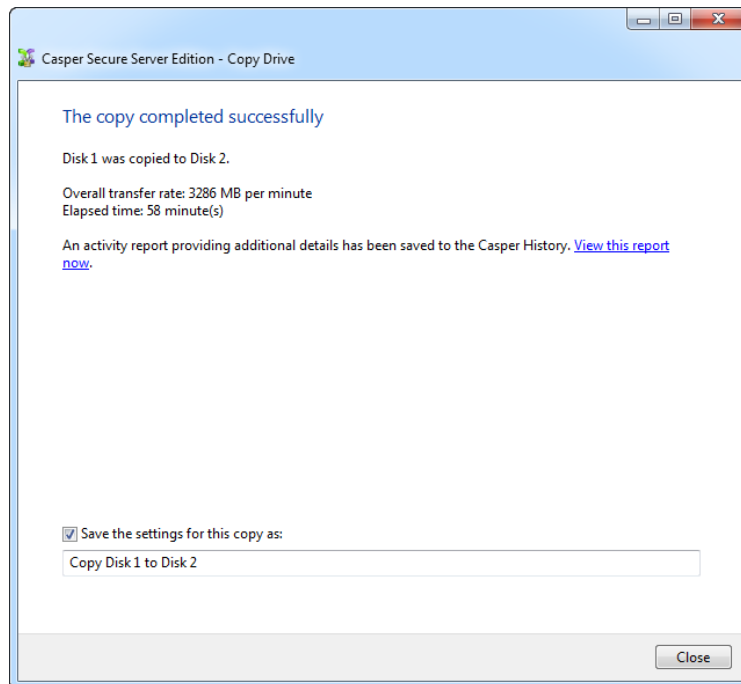 Casper Secure Server Edition - Copy Drive
The copy completed successfully
Disk 1 was copied to Disk 2.
Overall transfer rate: 3286 MB per minute
Elapsed time: 58 minute(s)
An activity report providing additional details has been saved to the Casper History. View this report
now.
Save the settings for this copy as:
Copy Disk 1 to Disk 2
Close